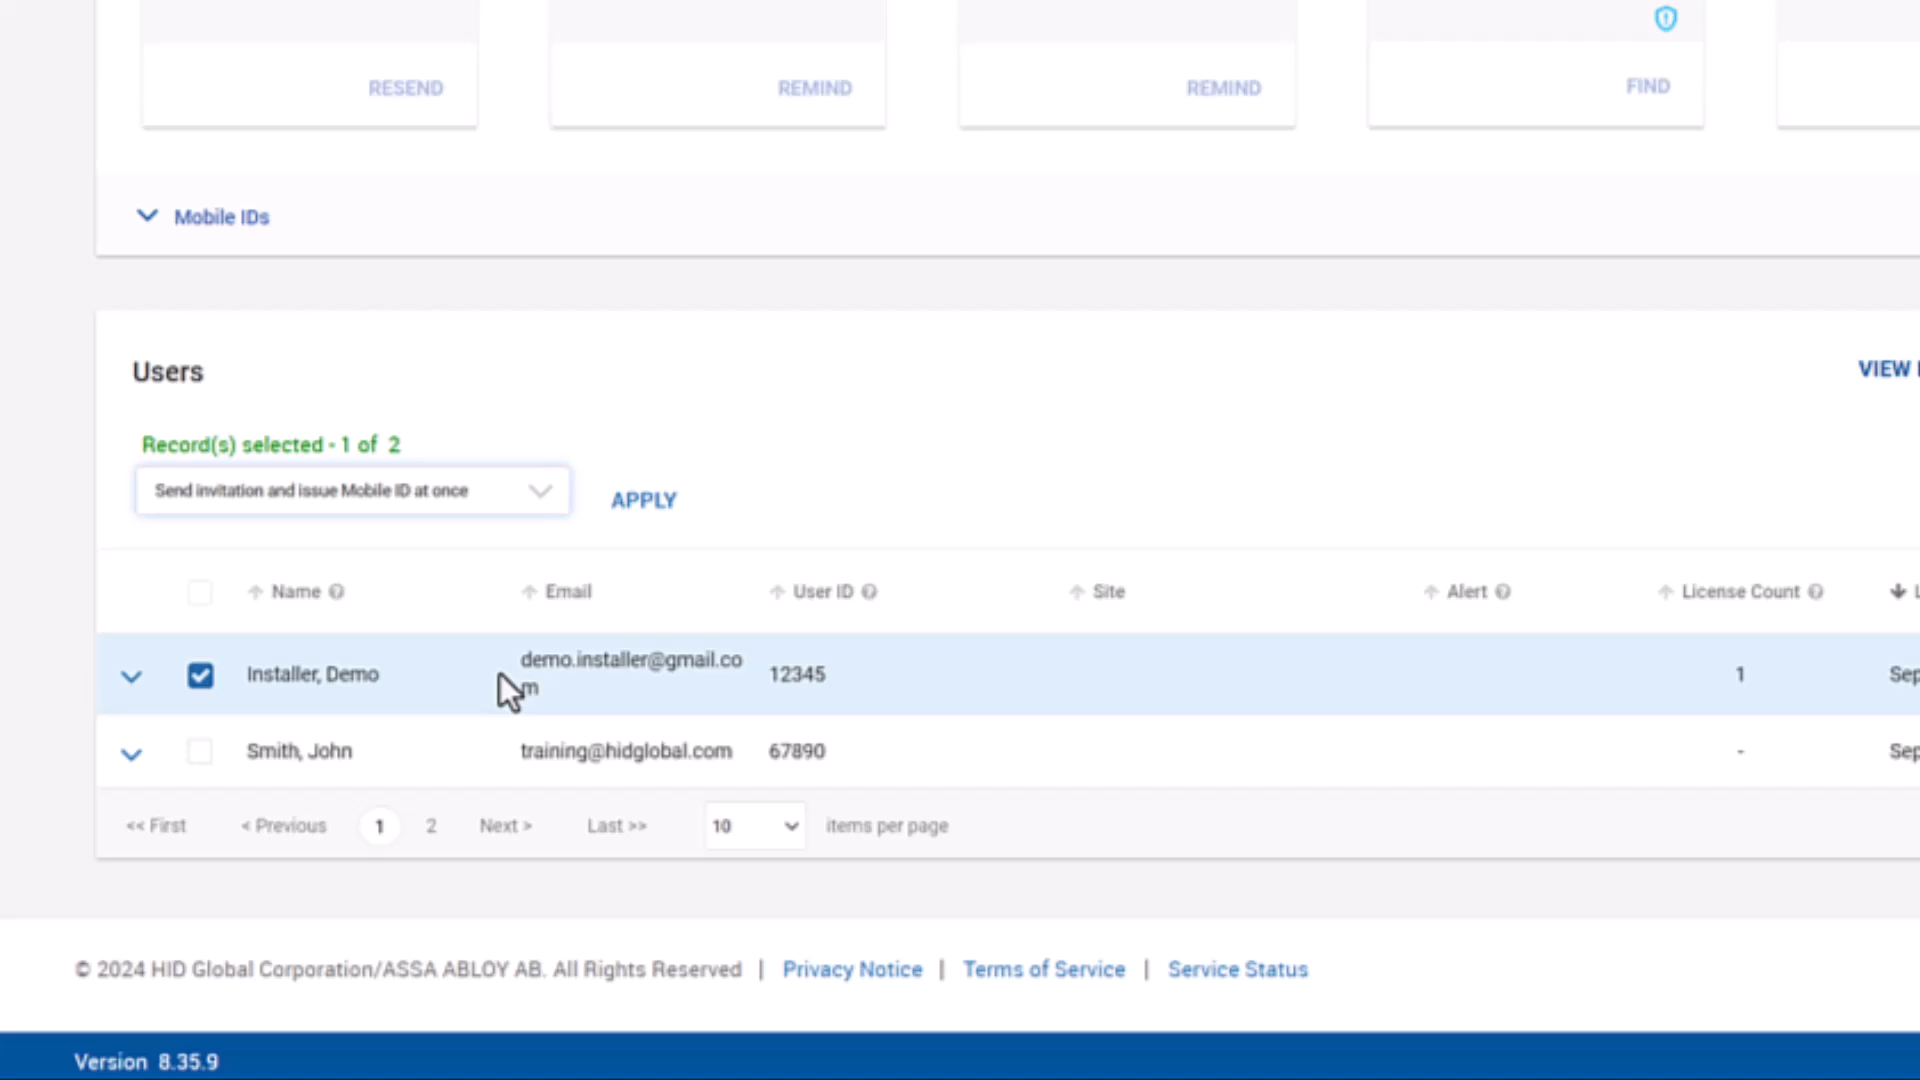 RESEND REMIND REMIND FIND
Mobile IDs
Users
VIEW
Record(s) selected - 1 of 2
Send invitation and issue Mobile ID at once
APPLY
Name Email User ID Site Alert License Count
Installer, Demo demo.installer@gmail.co 12345 1 Sep
m
Smith, John training@hidglobal.com 67890 - Sep
<< First < Previous 1 2 Next > Last >> 10 items per page
© 2024 HID Global Corporation/ASSA ABLOY AB. All Rights Reserved | Privacy Notice | Terms of Service | Service Status
Version 8.35.9